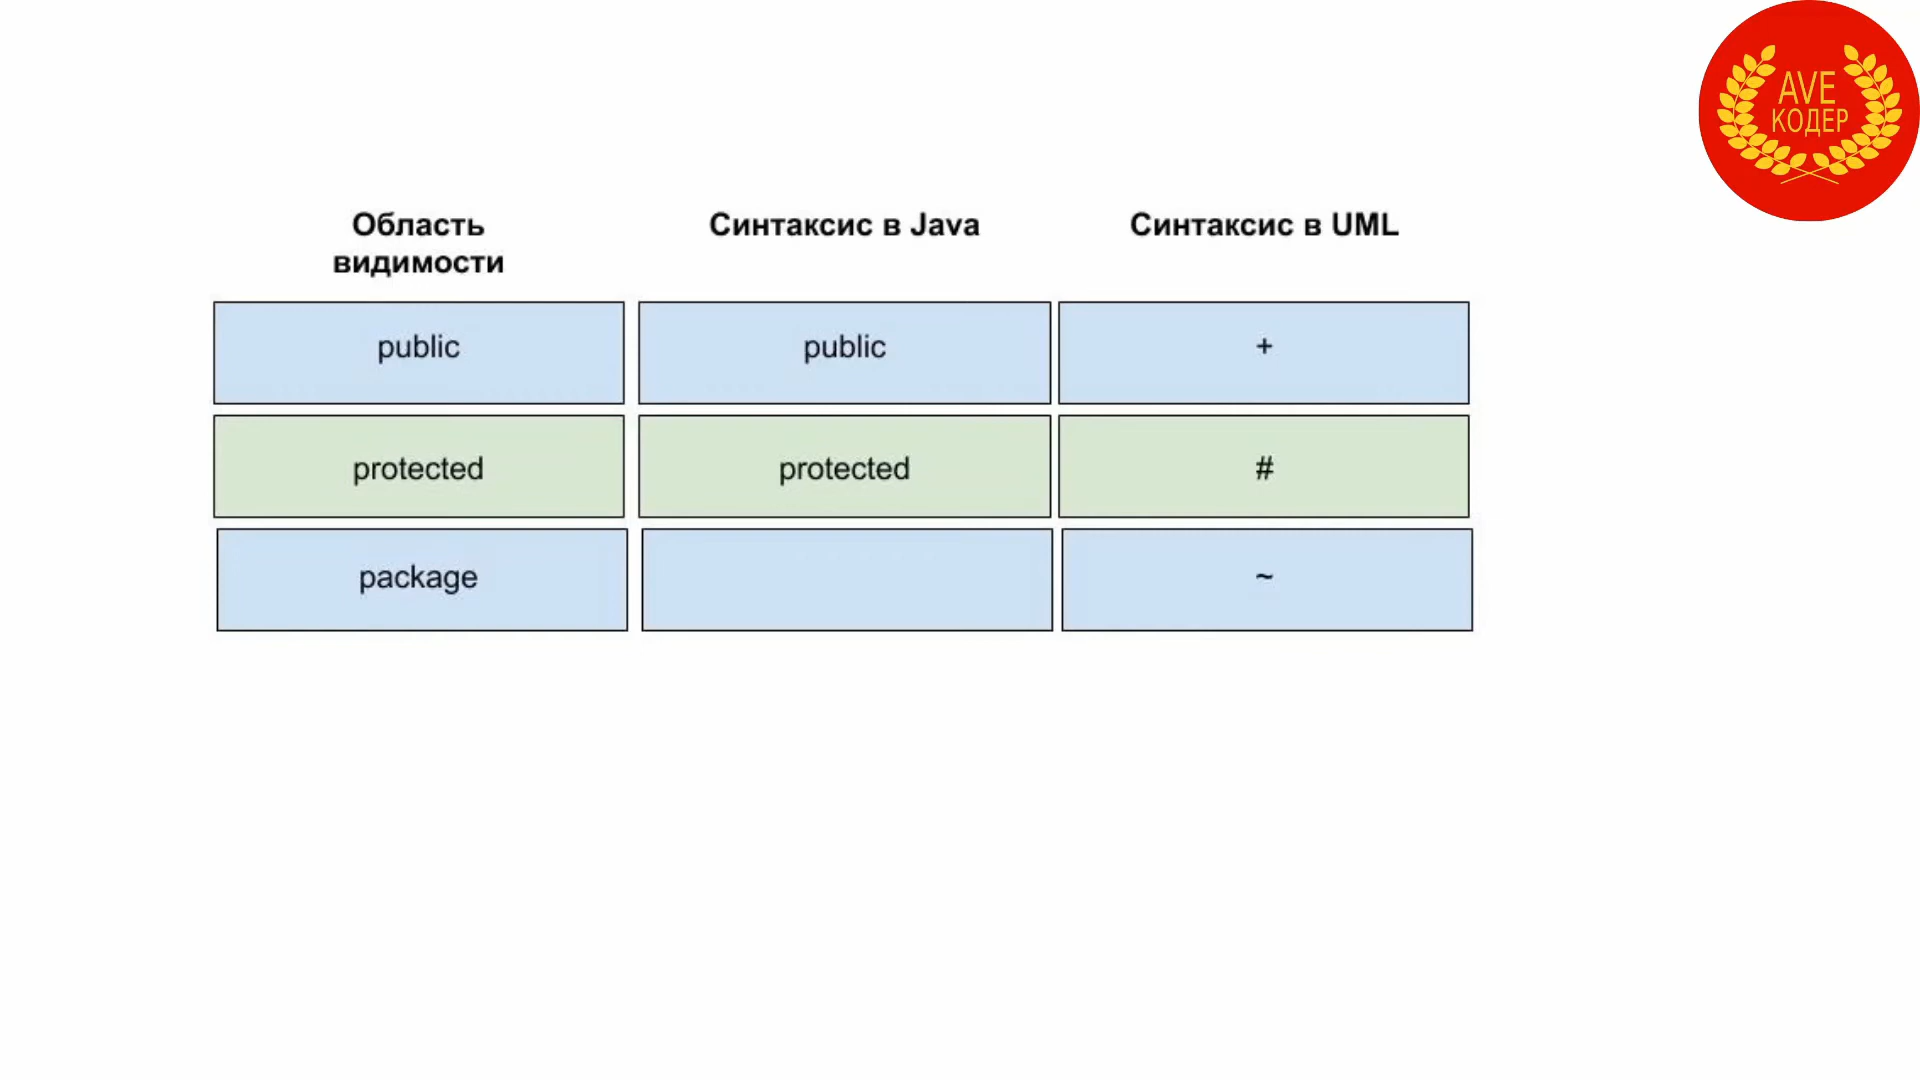 AVE
КОДЕР
Область
видимости
Синтаксис в Java
Синтаксис в UML
public
public
+
protected
protected
#
package
~